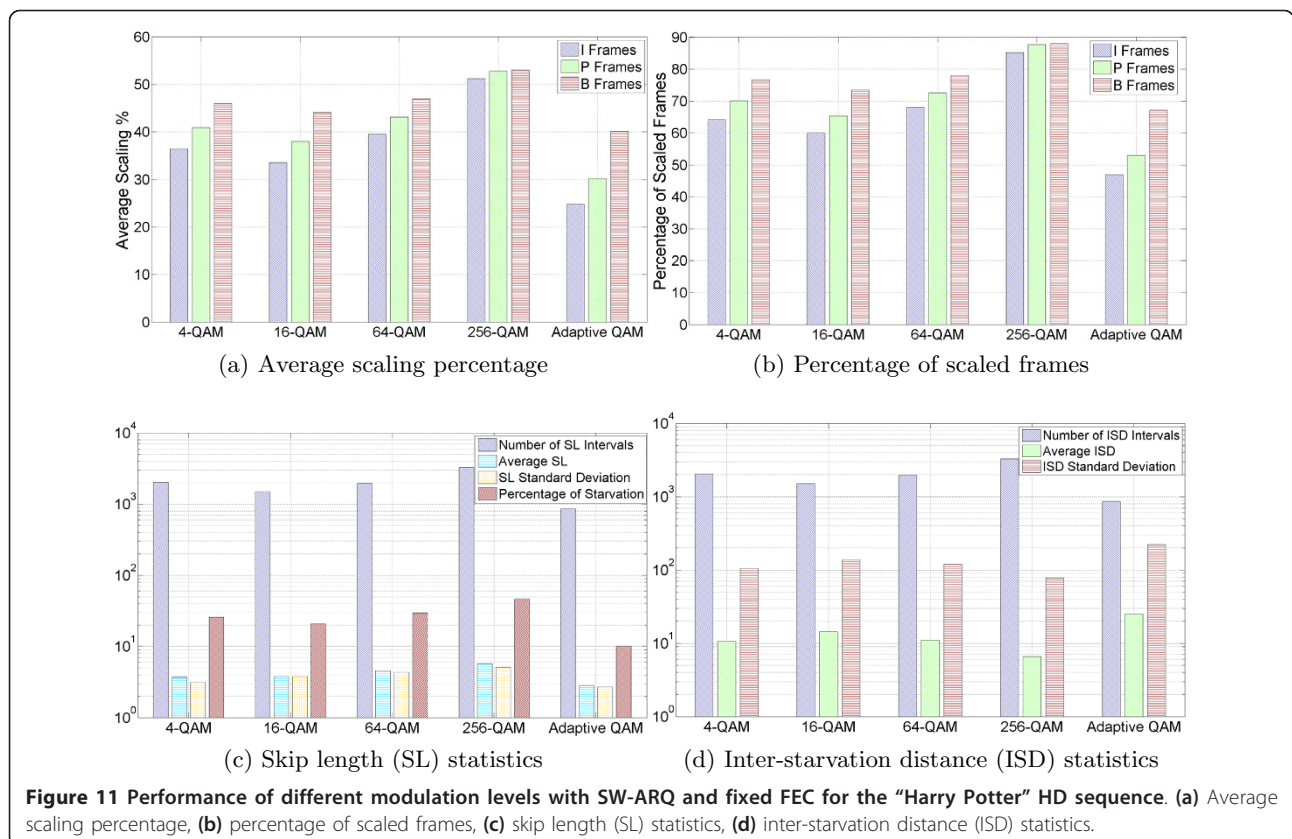 60
50
40
30
20
10
0
Average Scaling %
I Frames
P Frames
B Frames
4-QAM 16-QAM 64-QAM 256-QAM Adaptive QAM
(a) Average scaling percentage
90
80
70
60
50
40
30
20
10
0
Percentage of Scaled Frames
I Frames
P Frames
B Frames
4-QAM 16-QAM 64-QAM 256-QAM Adaptive QAM
(b) Percentage of scaled frames
10^4
10^3
10^2
10^1
10^0
Number of SL Intervals
Average SL
SL Standard Deviation
Percentage of Starvation
4-QAM 16-QAM 64-QAM 256-QAM Adaptive QAM
(c) Skip length (SL) statistics
10^4
10^3
10^2
10^1
10^0
Number of ISD Intervals
Average ISD
ISD Standard Deviation
4-QAM 16-QAM 64-QAM 256-QAM Adaptive QAM
(d) Inter-starvation distance (ISD) statistics
Figure 11 Performance of different modulation levels with SW-ARQ and fixed FEC for the “Harry Potter” HD sequence. (a) Average
scaling percentage, (b) percentage of scaled frames, (c) skip length (SL) statistics, (d) inter-starvation distance (ISD) statistics.